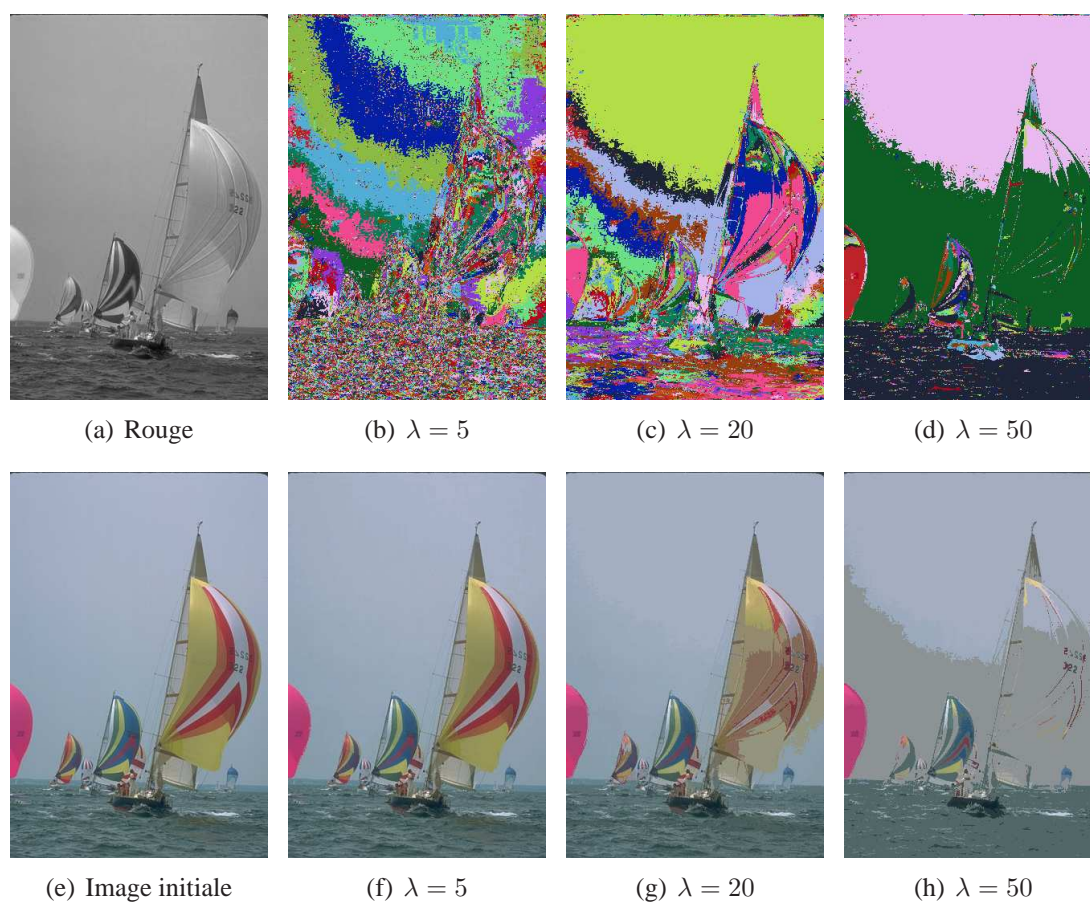 (a) Rouge
(b) λ = 5
(c) λ = 20
(d) λ = 50
(e) Image initiale
(f) λ = 5
(g) λ = 20
(h) λ = 50